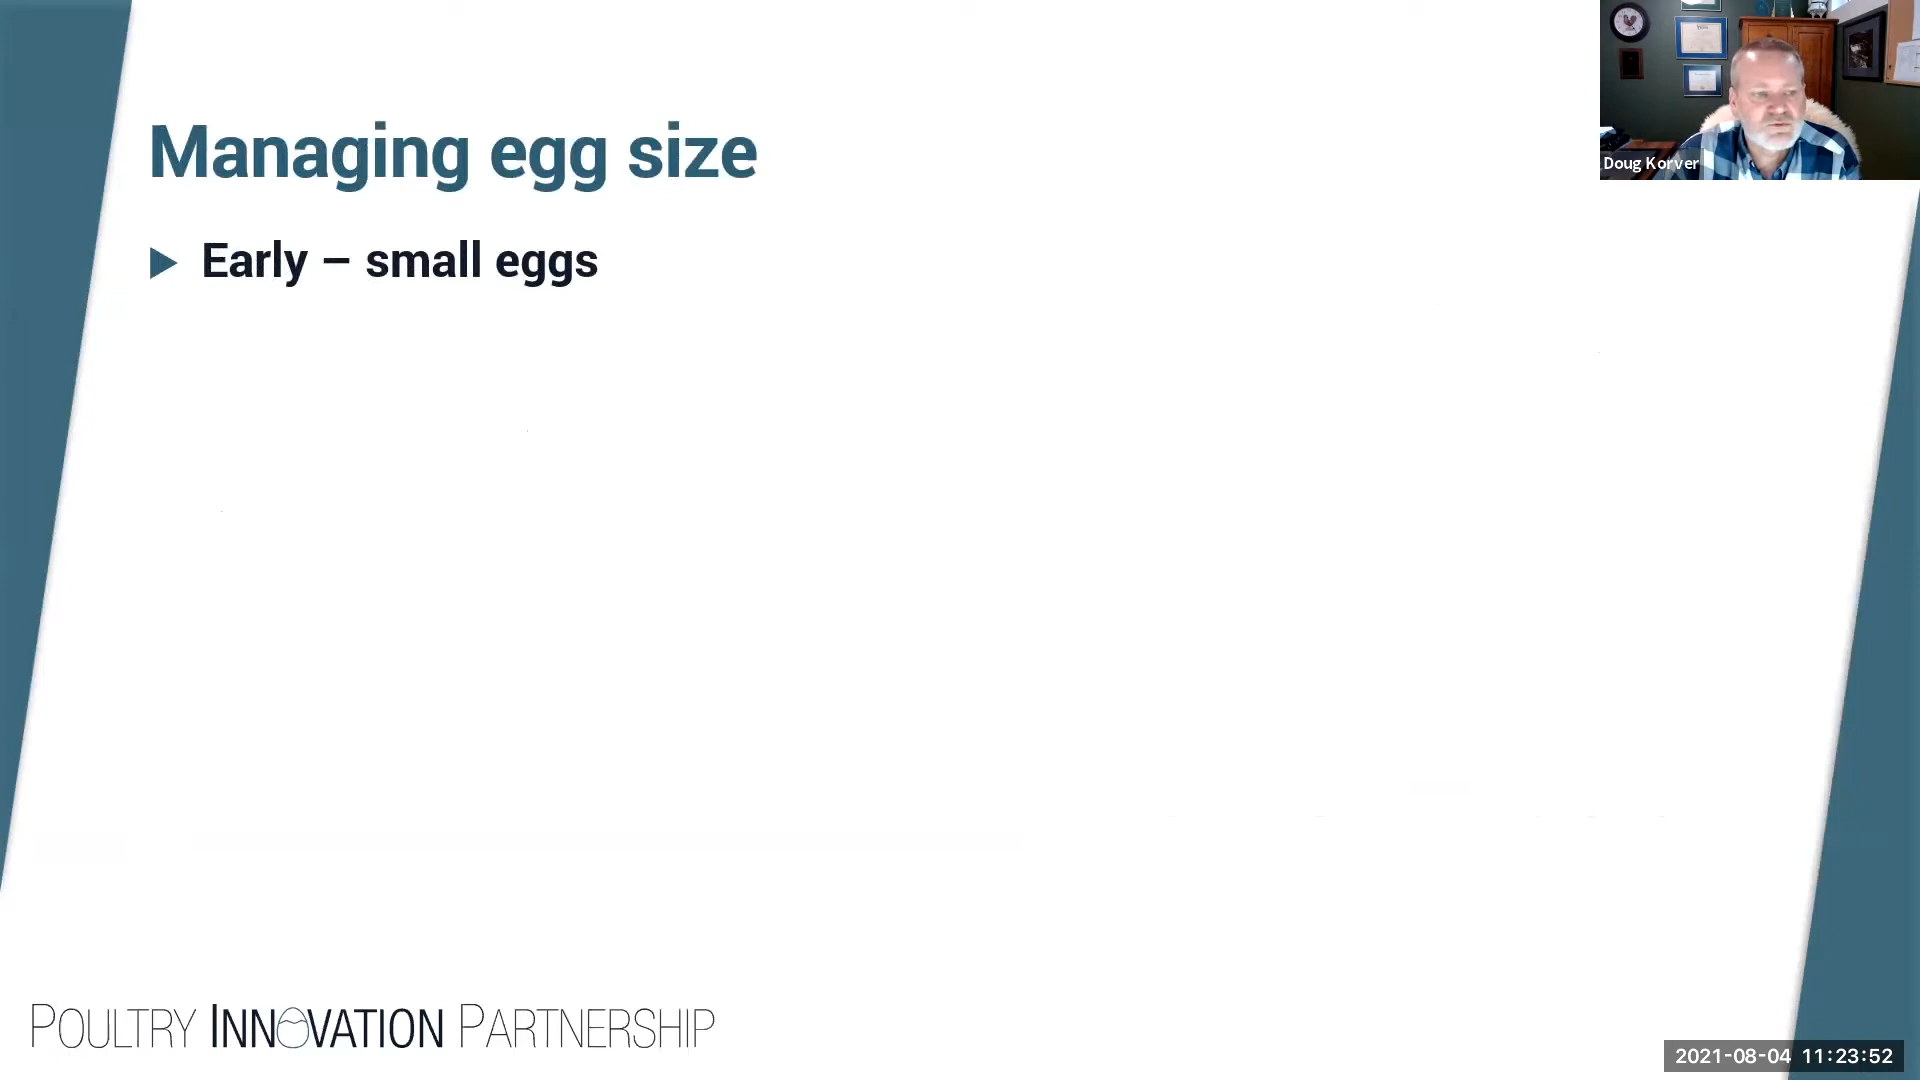 Managing egg size
Early – small eggs
Doug Korver
POULTRY INNOVATION PARTNERSHIP
2021-08-04 11:23:52